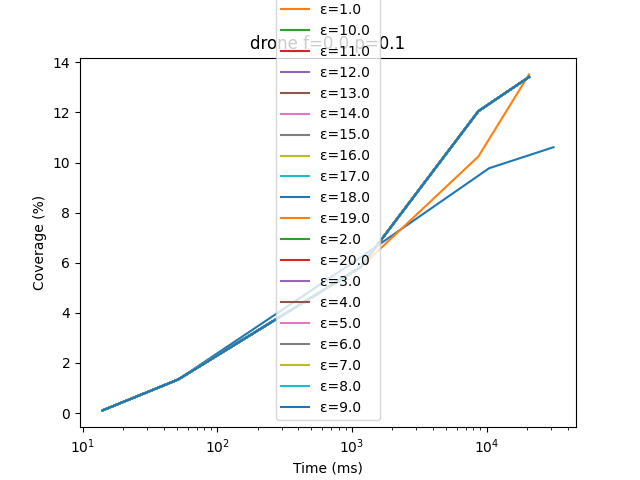 ε=1.0
ε=10.0
drone f=0.0 p=0.1
ε=11.0
ε=12.0
ε=13.0
ε=14.0
ε=15.0
ε=16.0
ε=17.0
ε=18.0
ε=19.0
ε=2.0
ε=20.0
ε=3.0
ε=4.0
ε=5.0
ε=6.0
ε=7.0
ε=8.0
ε=9.0
Coverage (%)
14
12
10
8
6
4
2
0
10¹
10²
10³
10⁴
Time (ms)